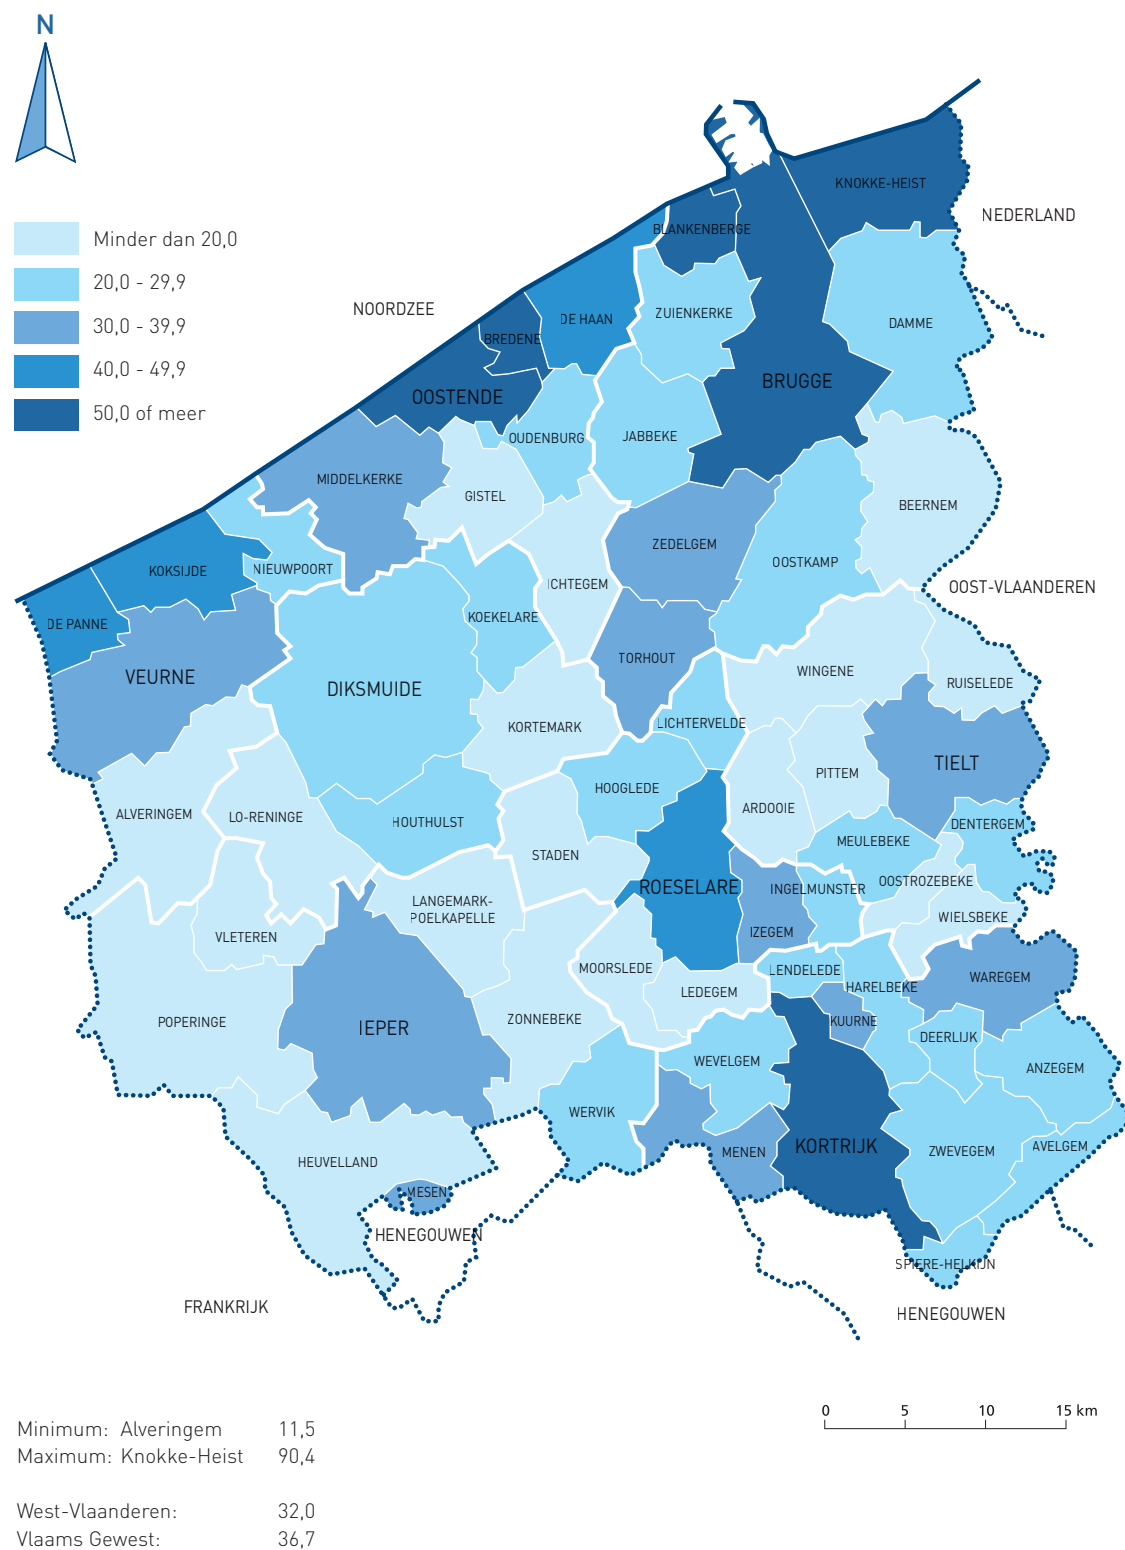 N
Minder dan 20,0
20,0 - 29,9
30,0 - 39,9
40,0 - 49,9
50,0 of meer
NOORDZEE
NEDERLAND
OOST-VLAANDEREN
FRANKRIJK
HENEGOUWEN
HENEGOUWEN
KNOKKE-HEIST
BLANKENBERGE
ZUIENKERKE
DAMME
DE HAAN
BREDENE
BRUGGE
OOSTENDE
OUDENBURG
JABBEKE
MIDDELKERKE
GISTEL
BEERNEM
ZEDELGEM
OOSTKAMP
KOKSIJDE
NIEUWPOORT
ICHTEGEM
DE PANNE
KOEKELARE
VEURNE
DIKSMUIDE
TORHOUT
WINGENE
RUISELEDE
KORTEMARK
LICHTERVELDE
TIELT
PITTEM
ALVERINGEM
LO-RENINGE
HOOGLEDE
ARDOOIE
HOUTHULST
DENTERGEM
MEULEBEKE
STADEN
ROESELARE
INGELMUNSTER
OOSTROZEBEKE
LANGEMARK-
POELKAPELLE
WIELSBEKE
VLETEREN
IZEGEM
MOORSLEDE
LENDELEDE
WAREGEM
HARELBEKE
LEDEGEM
POPERINGE
IEPER
ZONNEBEKE
KUURNE
DEERLIJK
WEVELGEM
ANZEGEM
WERVIK
MENEN
KORTRIJK
ZWEVEGEM
AVELGEM
HEUVELLAND
MESEN
SPIERE-HELKIJN
0 5 10 15 km
Minimum: Alveringem 11,5
Maximum: Knokke-Heist 90,4
West-Vlaanderen: 32,0
Vlaams Gewest: 36,7